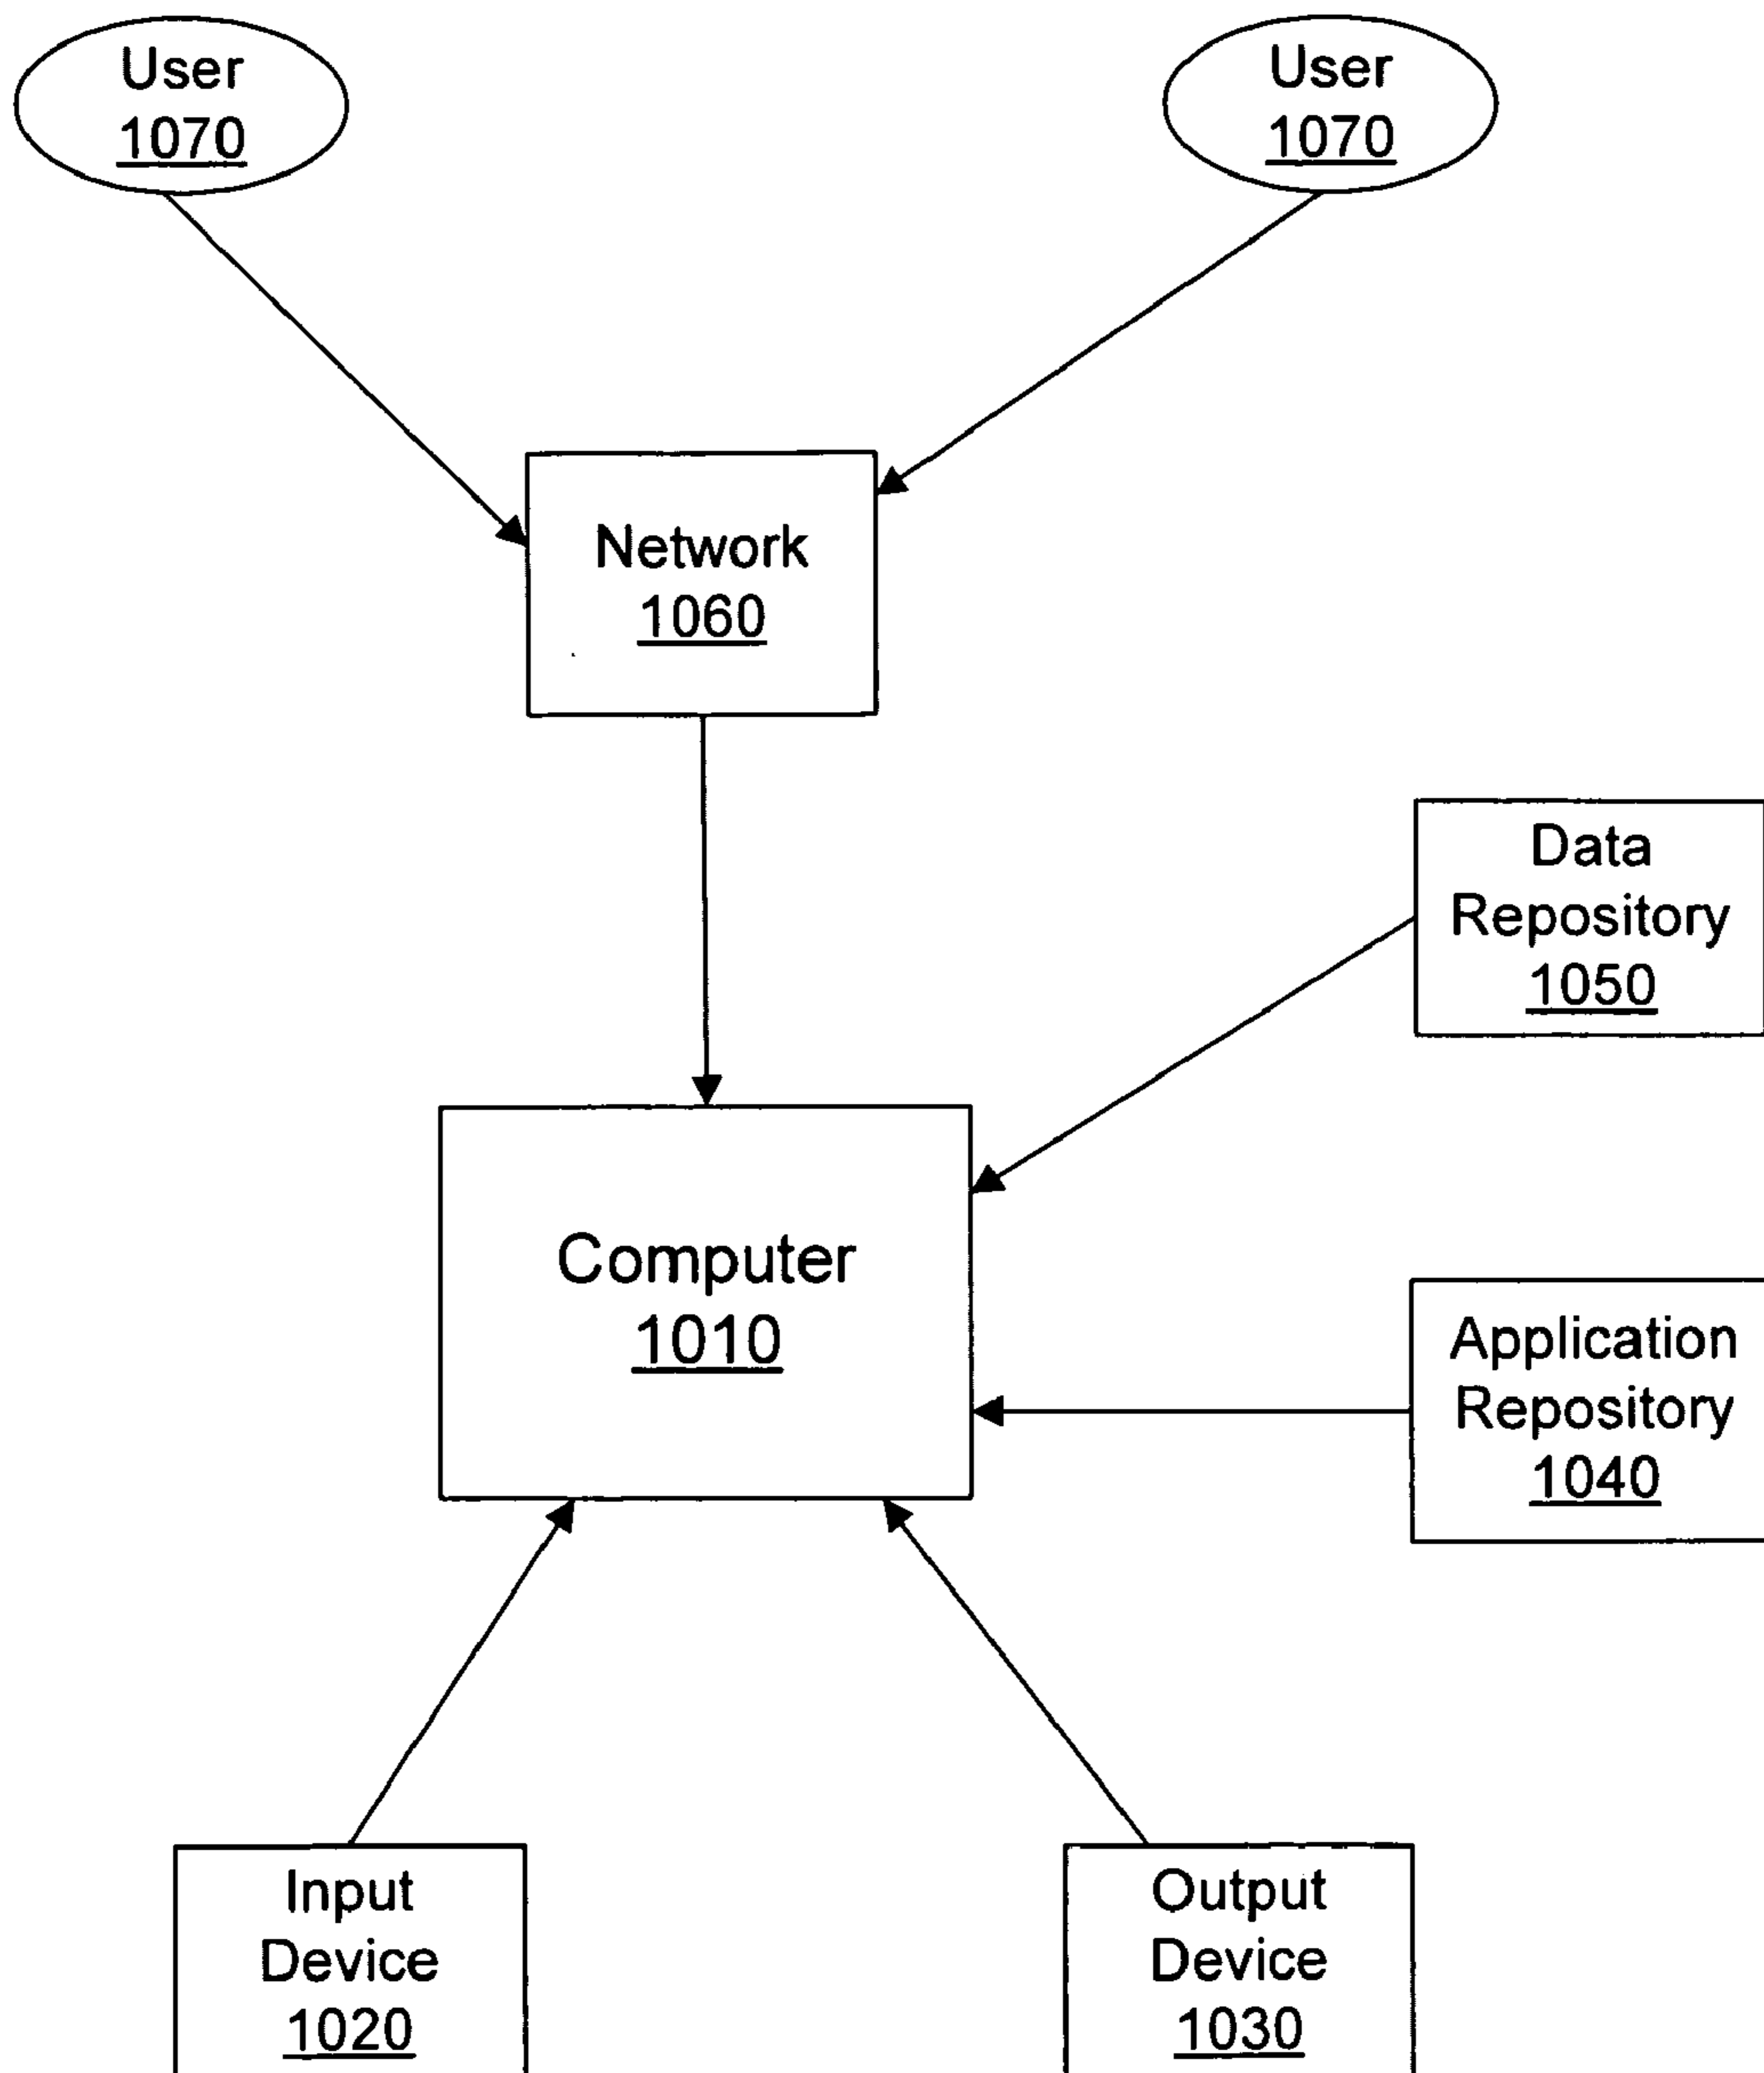 User
1070
User
1070
Network
1060
Data
Repository
1050
Computer
1010
Application
Repository
1040
Input
Device
1020
Output
Device
1030